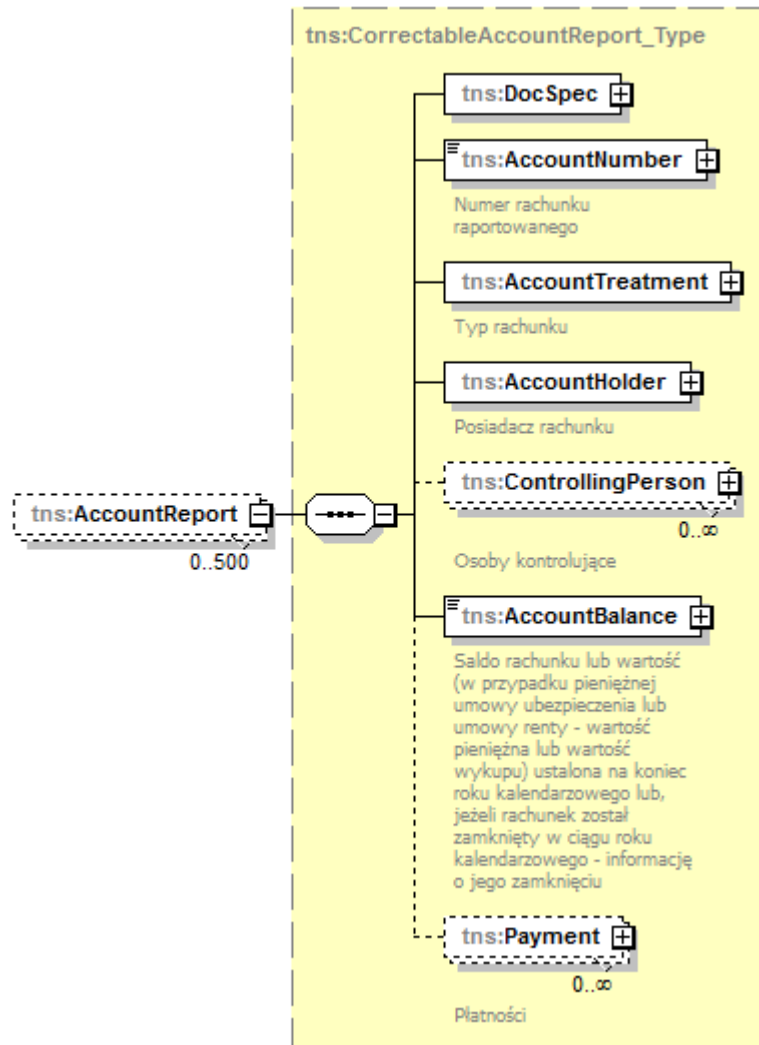 tns:CorrectableAccountReport_Type
tns:DocSpec
tns:AccountNumber
Numer rachunku
raportowanego
tns:AccountTreatment
Typ rachunku
tns:AccountHolder
Posiadacz rachunku
tns:ControllingPerson
0..∞
Osoby kontrolujące
tns:AccountReport
0..500
tns:AccountBalance
Saldo rachunku lub wartość
(w przypadku pieniężnej
umowy ubezpieczenia lub
umowy renty - wartość
pieniężna lub wartość
wykupu) ustalona na koniec
roku kalendarzowego lub,
jeżeli rachunek został
zamknięty w ciągu roku
kalendarzowego - informację
o jego zamknięciu
tns:Payment
0..∞
Płatności